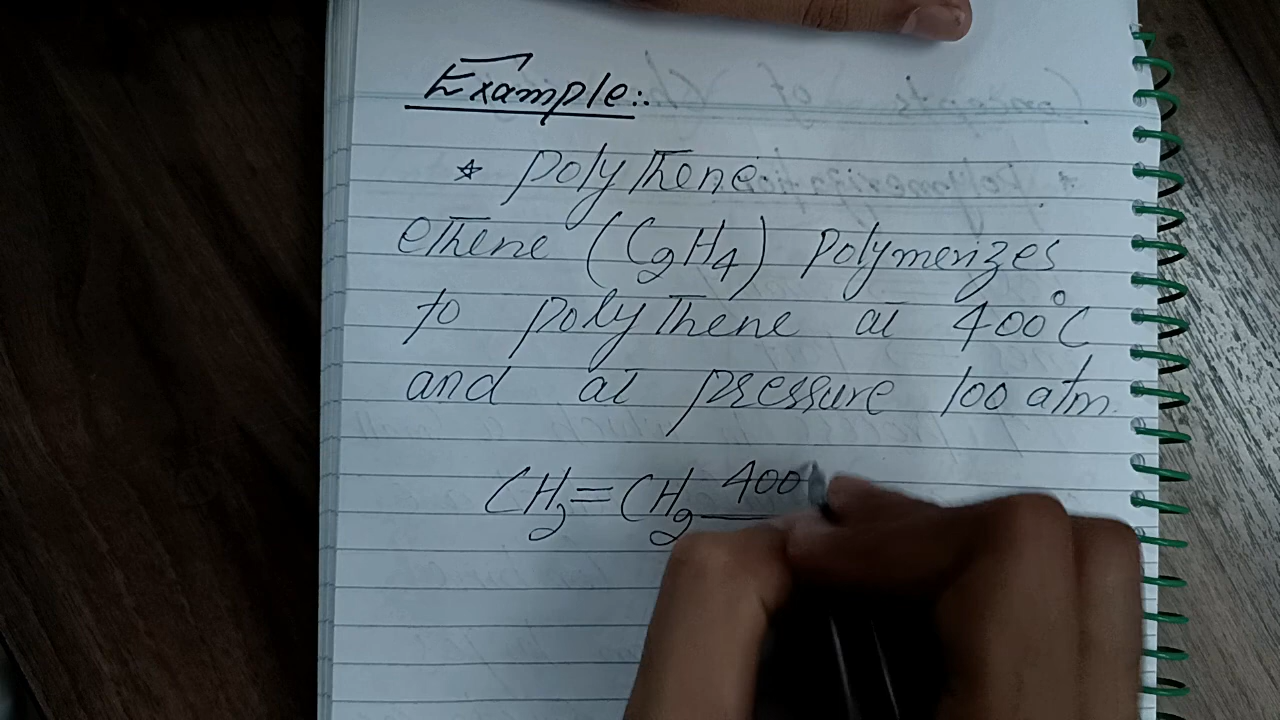 Example:.
* polythene
ethene (C2H4) Polymerizes
to polythene at 400°C
and at pressure 100 atm.
CH2=CH2 400